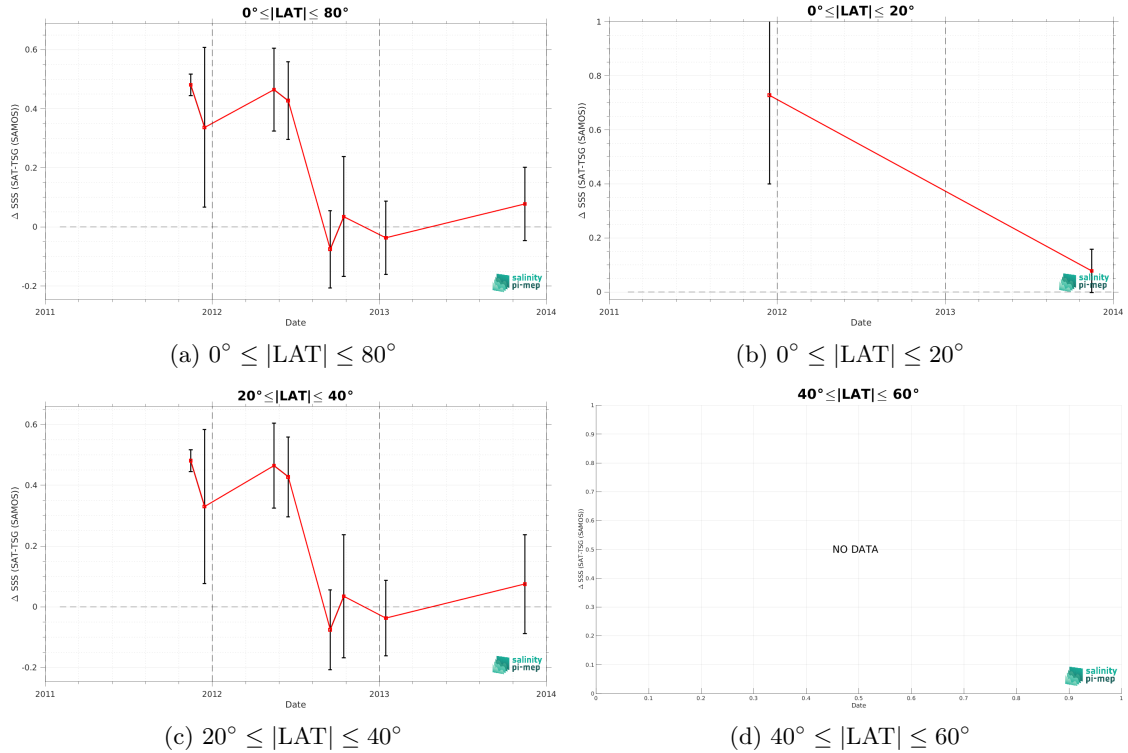 0°≤|LAT|≤ 80°
Δ SSS (SAT-TSG (SAMOS))
0.6
0.4
0.2
0
-0.2
2011
2012
2013
2014
Date
salinity
pi-mep
(a) 0° ≤ |LAT| ≤ 80°
0°≤|LAT|≤ 20°
Δ SSS (SAT-TSG (SAMOS))
1
0.8
0.6
0.4
0.2
0
2011
2012
2013
2014
Date
salinity
pi-mep
(b) 0° ≤ |LAT| ≤ 20°
20°≤|LAT|≤ 40°
Δ SSS (SAT-TSG (SAMOS))
0.6
0.4
0.2
0
-0.2
2011
2012
2013
2014
Date
salinity
pi-mep
(c) 20° ≤ |LAT| ≤ 40°
40°≤|LAT|≤ 60°
Δ SSS (SAT-TSG (SAMOS))
1
0.9
0.8
0.7
0.6
0.5
0.4
0.3
0.2
0.1
0
NO DATA
0 0.1 0.2 0.3 0.4 0.5 0.6 0.7 0.8 0.9 1
Date
salinity
pi-mep
(d) 40° ≤ |LAT| ≤ 60°